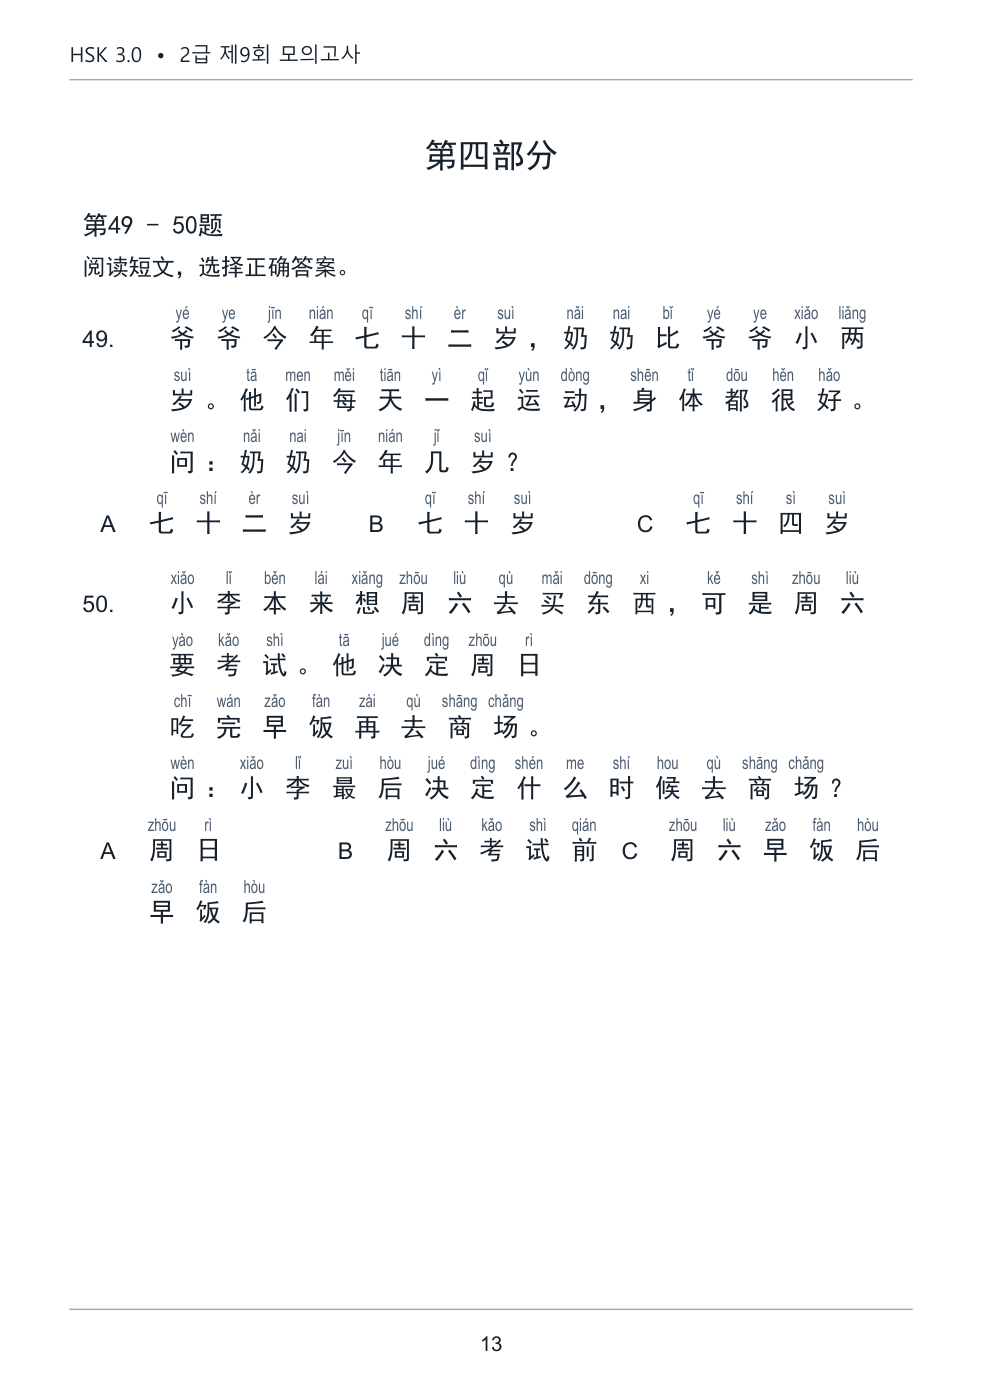 HSK 3.0 • 2급 제9회 모의고사
第四部分
第49 – 50题
阅读短文，选择正确答案。
yé ye jīn nián qī shí èr suì nǎi nai bǐ yé ye xiǎo liǎng
49. 爷爷今年七十二岁，奶奶比爷爷小两
suì tā men měi tiān yì qǐ yùn dòng shēn tǐ dōu hěn hǎo
岁。他们每天一起运动，身体都很好。
wèn nǎi nai jīn nián jǐ suì
问：奶奶今年几岁？
qī shí èr suì qī shí suì qī shí sì suì
A 七十二岁 B 七十岁 C 七十四岁
xiǎo lǐ běn lái xiǎng zhōu liù qù mǎi dōng xi kě shì zhōu liù
50. 小李本来想周六去买东西，可是周六
yào kǎo shì tā jué dìng zhōu rì
要考试。他决定周日
chī wán zǎo fàn zài qù shāng chǎng
吃完早饭再去商场。
wèn xiǎo lǐ zuì hòu jué dìng shén me shí hou qù shāng chǎng
问：小李最后决定什么时候去商场？
zhōu rì zhōu liù kǎo shì qián zhōu liù zǎo fàn hòu
A 周日 B 周六考试前 C 周六早饭后
zǎo fàn hòu
早饭后
13